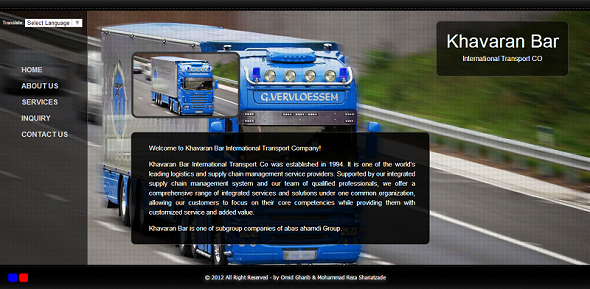 Translate: Select Language
Khavaran Bar
International Transport CO
HOME
ABOUT US
SERVICES
INQUIRY
CONTACT US
G.VERVLOESSEM
Welcome to Khavaran Bar International Transport Company!
Khavaran Bar International Transport Co was established in 1994. It is one of the world's
leading logistics and supply chain management service providers. Supported by our integrated
supply chain management system and our team of qualified professionals, we offer a
comprehensive range of integrated services and solutions under one common organization,
allowing our customers to focus on their core competencies while providing them with
customized service and added value.
Khavaran Bar is one of subgroup companies of abas ahamdi Group.
© 2012 All Right Reserved - by Omid Gharib & Mohammad Reza Shariatzade